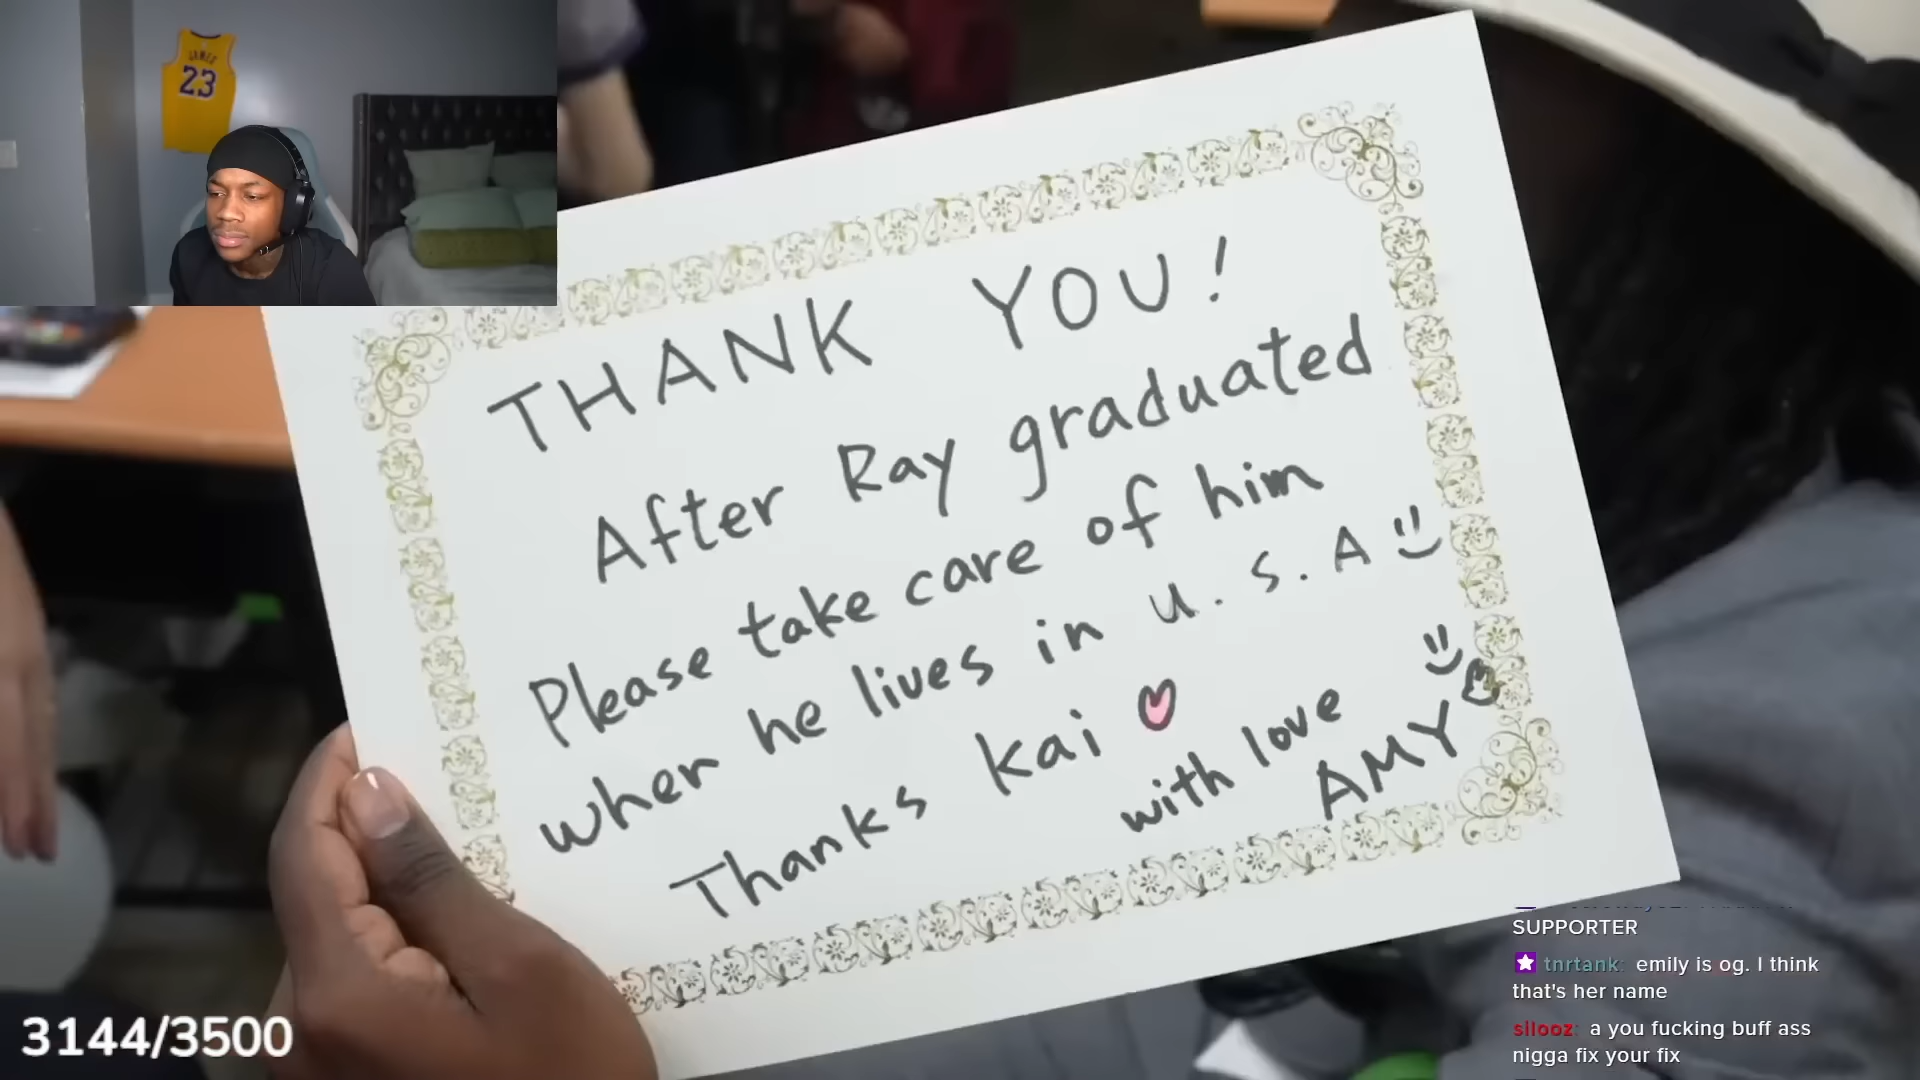 JAMES
23
THANK YOU!
After Ray graduated
Please take care of him
when he lives in U.S.A
Thanks kai
with love
AMY
3144/3500
SUPPORTER
tnrtank: emily is og. I think
that's her name
silooz: a you fucking buff ass
nigga fix your fix